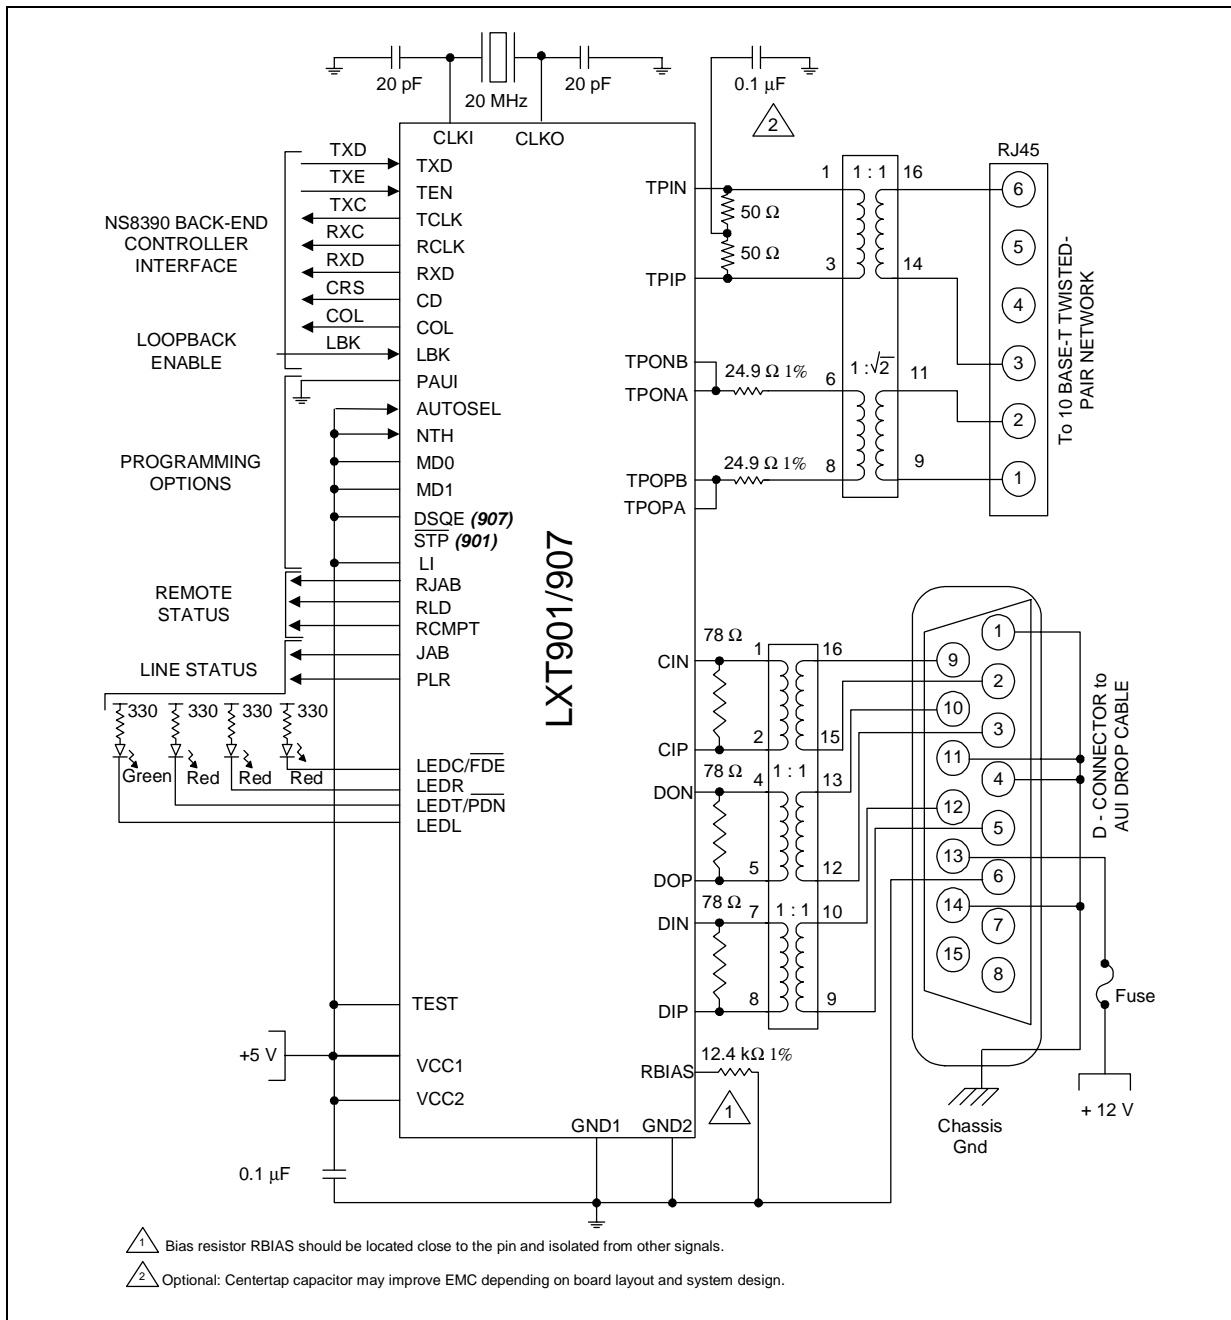 20 pF
20 MHz
20 pF
0.1 µF
2
CLKI
CLKO
RJ45
NS8390 BACK-END
CONTROLLER
INTERFACE
TXD
TXE
TXC
RXC
RXD
CRS
COL
LBK
LOOPBACK
ENABLE
PROGRAMMING
OPTIONS
REMOTE
STATUS
LINE STATUS
TXD
TEN
TCLK
RCLK
RXD
CD
COL
LBK
PAUI
AUTOSEL
NTH
MD0
MD1
DSQE (907)
STP (901)
LI
RJAB
RLD
RCMPT
JAB
PLR
330
330
330
330
Green
Red
Red
Red
LEDC/FDE
LEDR
LEDT/PDN
LEDL
TEST
+5 V
VCC1
VCC2
0.1 µF
LXT901/907
TPIN
TPIP
TPONB
TPONA
TPOPB
TPOPA
CIN
CIP
DON
DOP
DIN
DIP
RBIAS
GND1
GND2
50 Ω
50 Ω
1
1 : 1
16
3
14
24.9 Ω 1%
6
1 :√2
11
24.9 Ω 1%
8
9
6
5
4
3
2
1
To 10 BASE-T TWISTED-
PAIR NETWORK
78 Ω
1
16
2
15
78 Ω
4
1 : 1
13
5
12
78 Ω
7
1 : 1
10
8
9
12.4 kΩ 1%
1
1
9
2
10
3
11
4
12
5
13
6
14
7
15
8
D - CONNECTOR to
AUI DROP CABLE
Fuse
+ 12 V
Chassis
Gnd
1 Bias resistor RBIAS should be located close to the pin and isolated from other signals.
2 Optional: Centertap capacitor may improve EMC depending on board layout and system design.